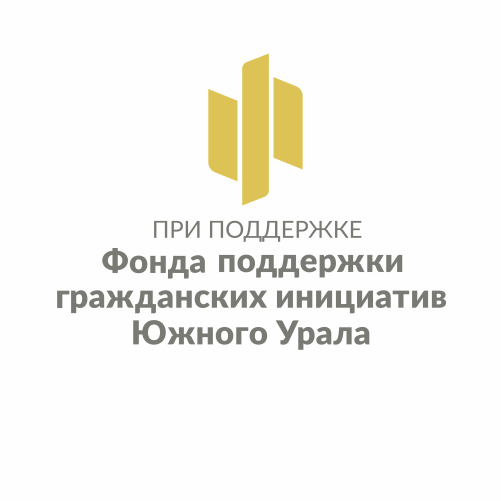 ПРИ ПОДДЕРЖКЕ
Фонда поддержки
гражданских инициатив
Южного Урала